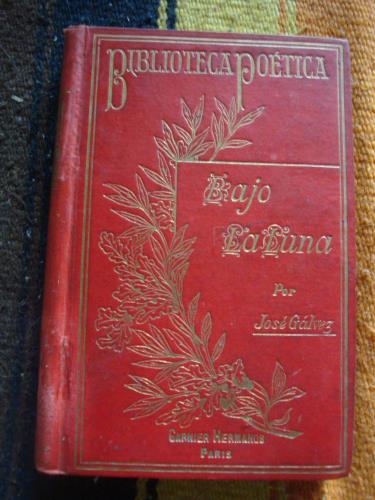 BIBLIOTECA POÉTICA
Bajo
La Luna
Por
José Gálvez
GARNIER HERMANOS
PARIS